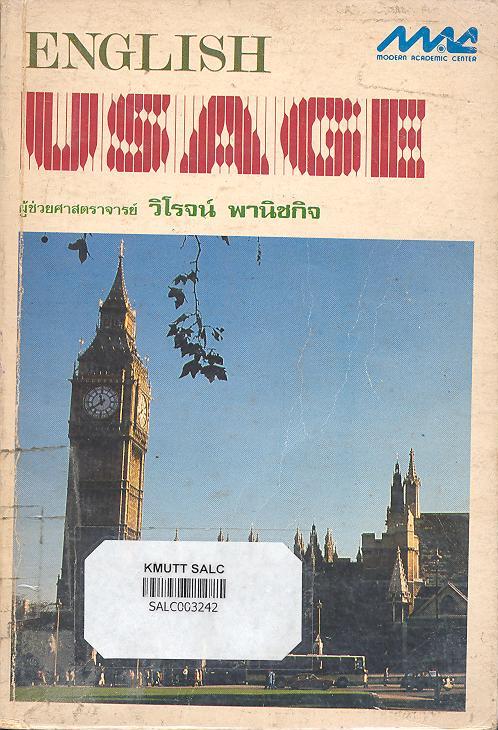 ENGLISH
MAC
MODERN ACADEMIC CENTER
USAGE
ผู้ช่วยศาสตราจารย์ วิโรจน์ พานิชกิจ
KMUTT SALC
SALC003242